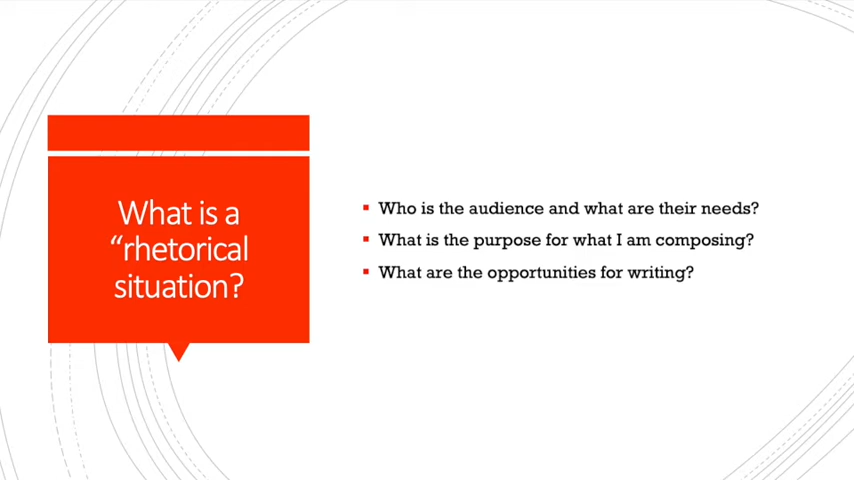 What is a
“rhetorical
situation?
Who is the audience and what are their needs?
What is the purpose for what I am composing?
What are the opportunities for writing?